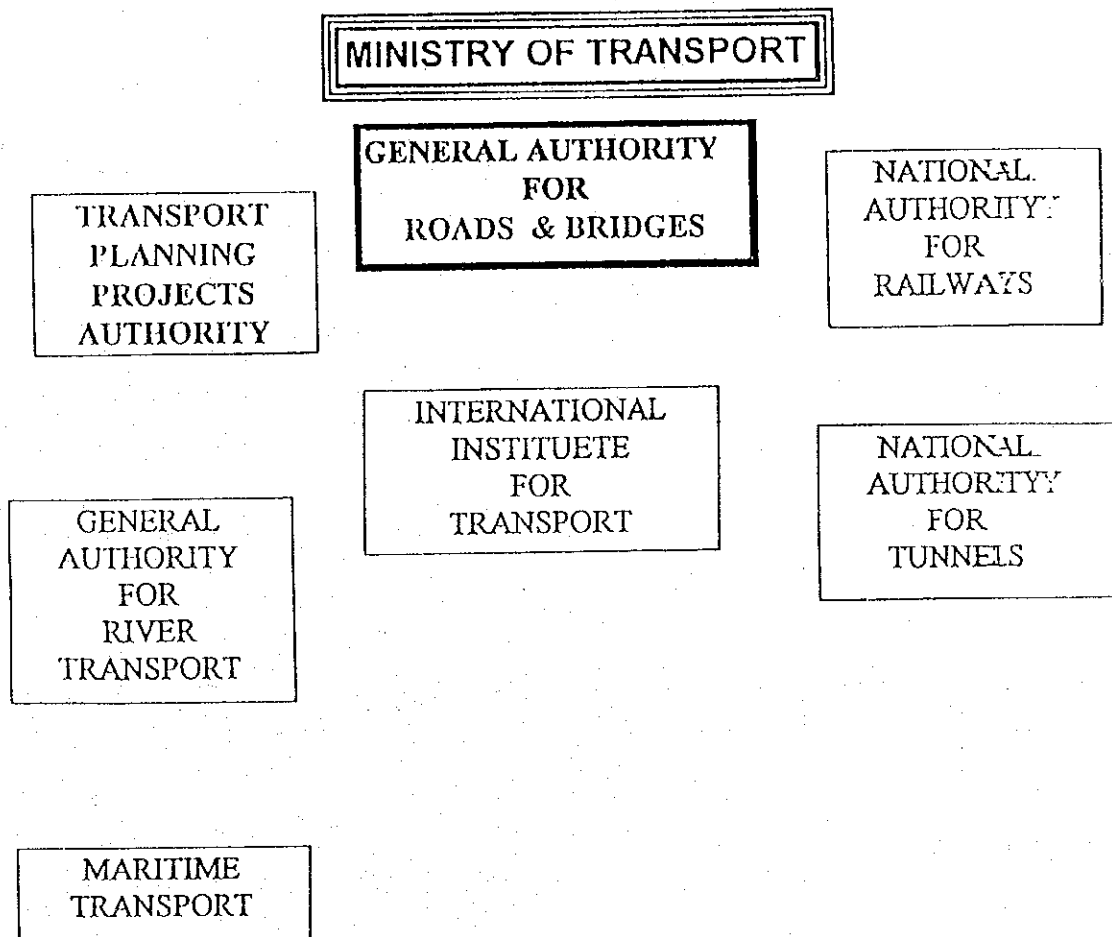 MINISTRY OF TRANSPORT
GENERAL AUTHORITY
FOR
ROADS & BRIDGES
TRANSPORT
PLANNING
PROJECTS
AUTHORITY
NATIONAL
AUTHORITY
FOR
RAILWAYS
INTERNATIONAL
INSTITUETE
FOR
TRANSPORT
NATIONAL
AUTHORITYY
FOR
TUNNELS
GENERAL
AUTHORITY
FOR
RIVER
TRANSPORT
MARITIME
TRANSPORT